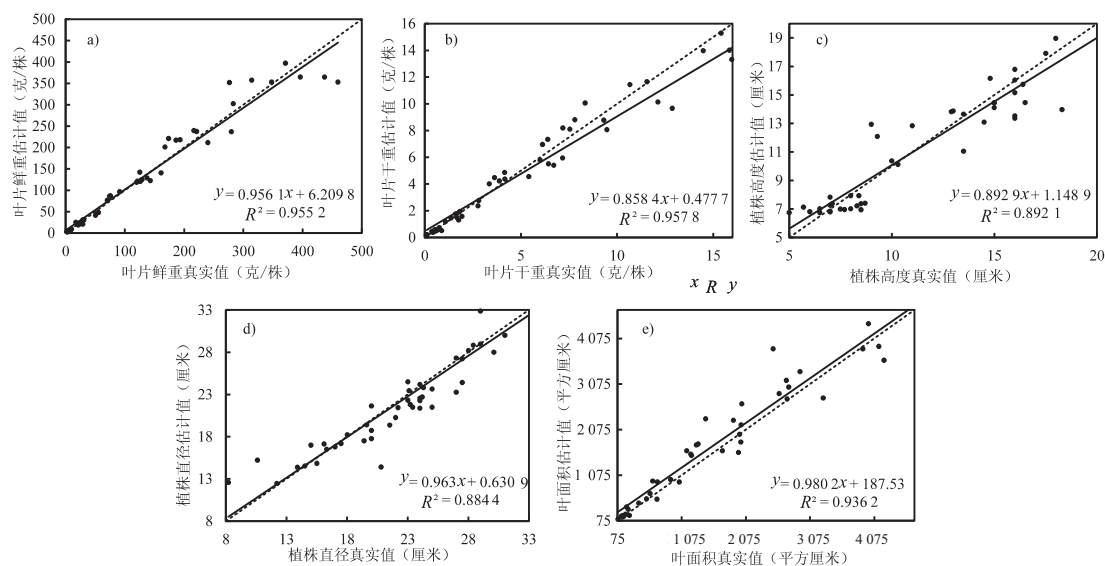 500
450
400
350
300
250
200
150
100
50
0
叶片鲜重估计值（克/株）
a)
y=0.956 1x+6.209 8
R²=0.955 2
0 100 200 300 400 500
叶片鲜重真实值（克/株）
16
14
12
10
8
6
4
2
0
叶片干重估计值（克/株）
b)
y=0.858 4x+0.477 7
R²=0.957 8
0 5 10 15
叶片干重真实值（克/株）
x R y
19
17
15
13
11
9
7
5
植株高度估计值（厘米）
c)
y=0.892 9x+1.148 9
R²=0.892 1
5 10 15 20
植株高度真实值（厘米）
33
28
23
18
13
8
植株直径估计值（厘米）
d)
y=0.963x+0.630 9
R²=0.884 4
8 13 18 23 28 33
植株直径真实值（厘米）
4 075
3 075
2 075
1 075
75
叶面积估计值（平方厘米）
e)
y=0.980 2x+187.53
R²=0.936 2
75 1 075 2 075 3 075 4 075
叶面积真实值（平方厘米）